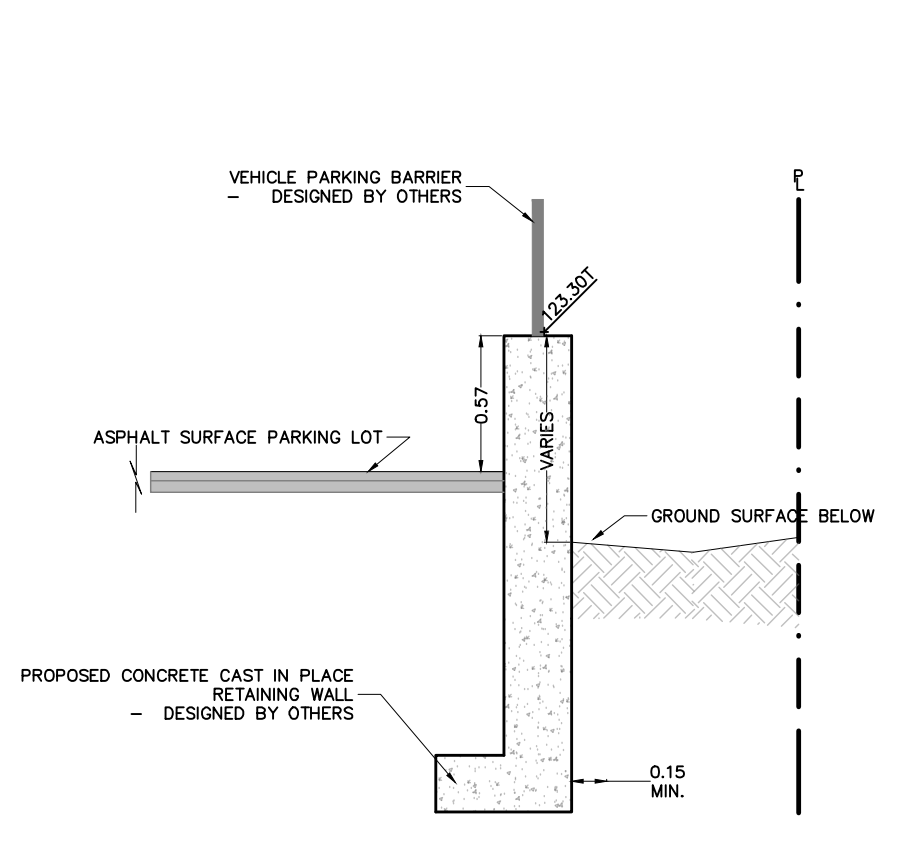 VEHICLE PARKING BARRIER
- DESIGNED BY OTHERS
PL
123.30T
0.57
VARIES
ASPHALT SURFACE PARKING LOT
GROUND SURFACE BELOW
PROPOSED CONCRETE CAST IN PLACE
RETAINING WALL
- DESIGNED BY OTHERS
0.15
MIN.